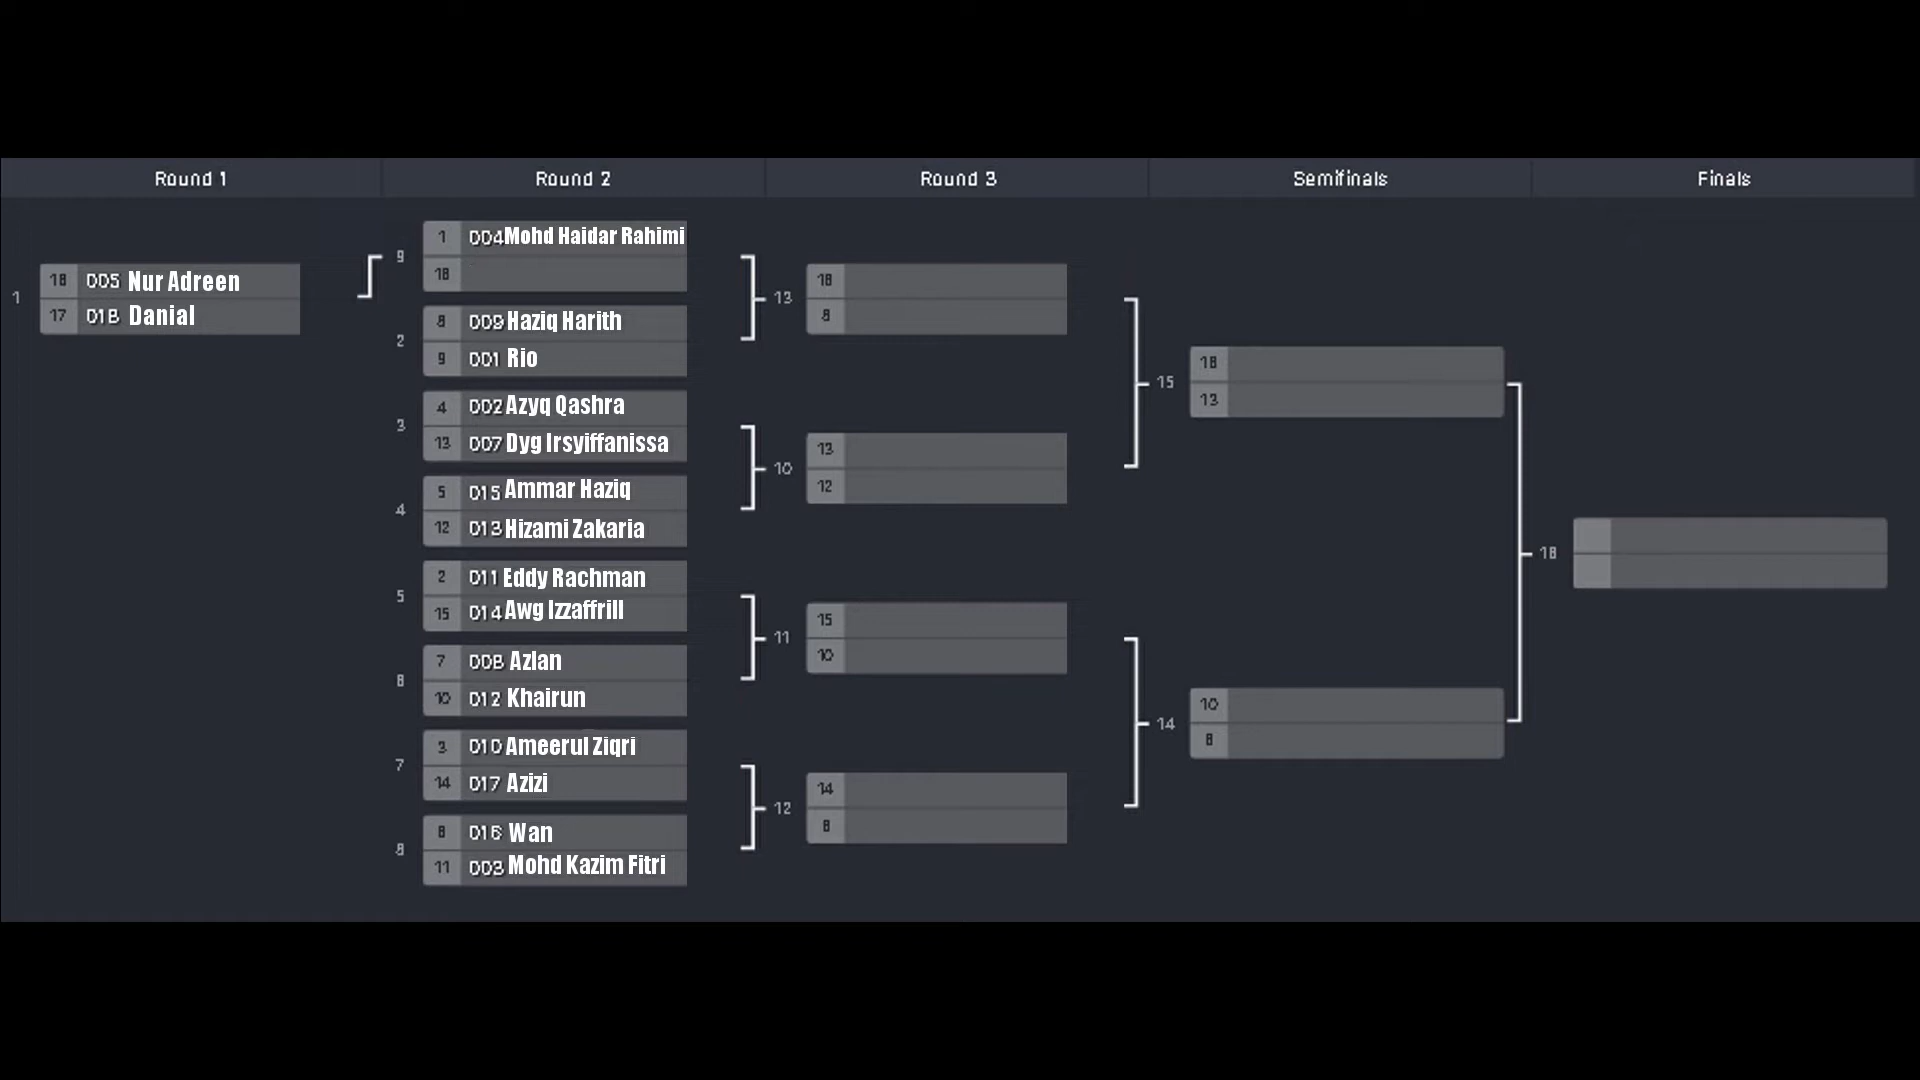 Round 1
Round 2
Round 3
Semifinals
Finals
1
18 005 Nur Adreen
17 018 Danial
9
1 004 Mohd Haidar Rahimi
18
2
8 009 Haziq Harith
9 001 Rio
3
4 002 Azyq Qashra
13 007 Dyg Irsyiffanissa
4
5 015 Ammar Haziq
12 013 Hizami Zakaria
5
2 011 Eddy Rachman
15 014 Awg Izzaffrill
6
7 008 Azlan
10 012 Khairun
7
3 010 Ameerul Ziqri
14 017 Azizi
8
6 016 Wan
11 003 Mohd Kazim Fitri
13
18
8
10
13
12
11
15
10
12
14
6
15
18
13
14
10
8
16